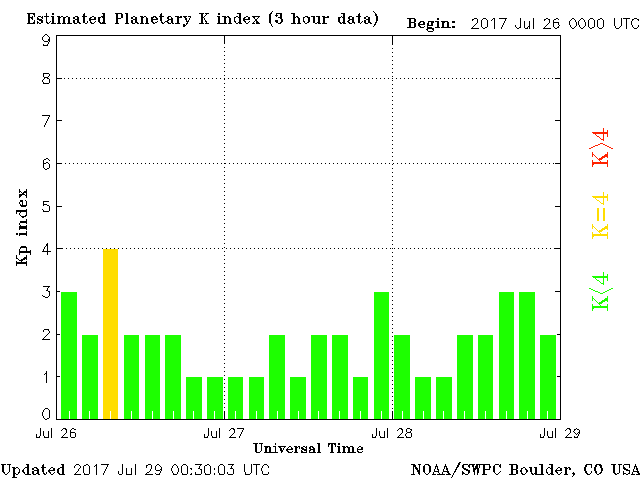 Estimated Planetary K index (3 hour data) Begin: 2017 Jul 26 0000 UTC
9
8
7
6
5
4
3
2
1
0
Kp index
K>4
K=4
K<4
Jul 26 Jul 27 Jul 28 Jul 29
Universal Time
Updated 2017 Jul 29 00:30:03 UTC NOAA/SWPC Boulder, CO USA